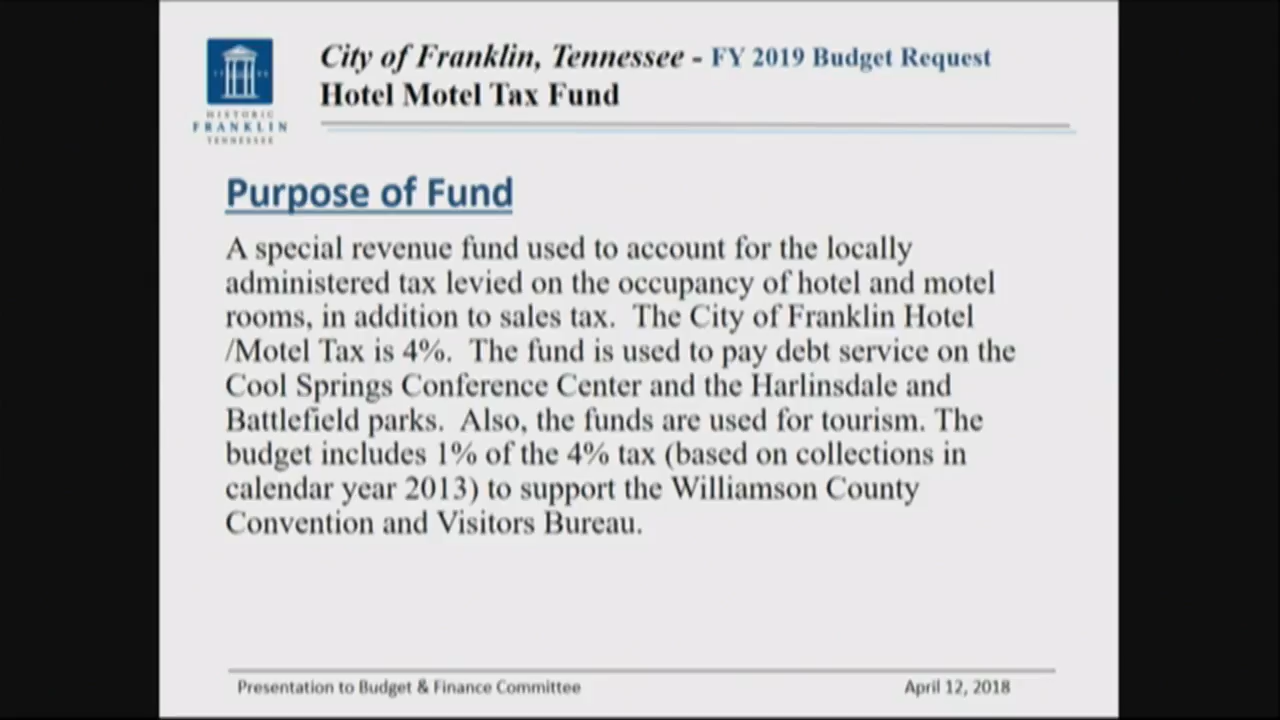 City of Franklin, Tennessee - FY 2019 Budget Request
Hotel Motel Tax Fund
HISTORIC
FRANKLIN
TENNESSEE
Purpose of Fund
A special revenue fund used to account for the locally
administered tax levied on the occupancy of hotel and motel
rooms, in addition to sales tax.  The City of Franklin Hotel
/Motel Tax is 4%.  The fund is used to pay debt service on the
Cool Springs Conference Center and the Harlinsdale and
Battlefield parks.  Also, the funds are used for tourism. The
budget includes 1% of the 4% tax (based on collections in
calendar year 2013) to support the Williamson County
Convention and Visitors Bureau.
Presentation to Budget & Finance Committee
April 12, 2018